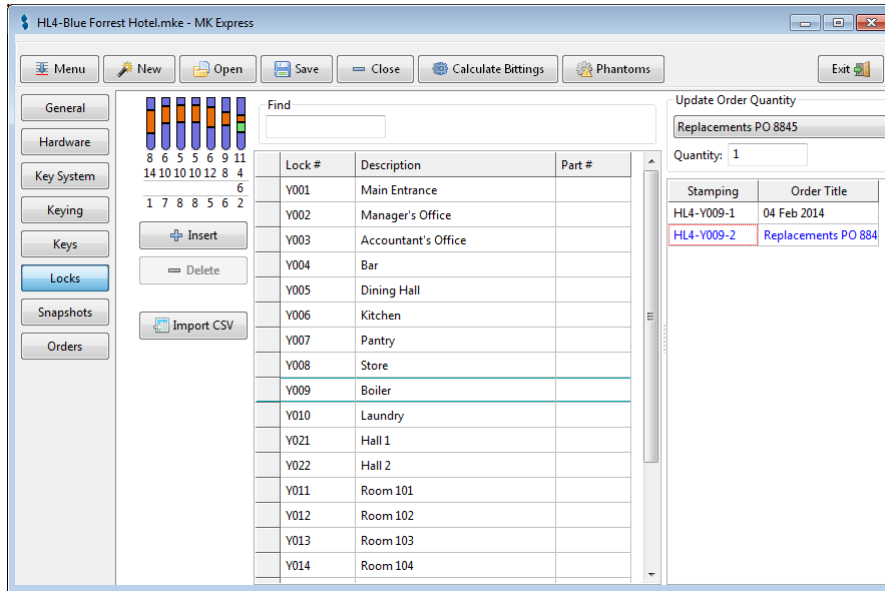 HL4-Blue Forrest Hotel.mke - MK Express
Menu New Open Save Close Calculate Bittings Phantoms Exit
General
Hardware
Key System
Keying
Keys
Locks
Snapshots
Orders
8 6 5 5 6 9 11
14 10 10 10 12 8 4
6
1 7 8 8 5 6 2
Insert
Delete
Import CSV
Find
Lock # Description Part #
Y001 Main Entrance
Y002 Manager's Office
Y003 Accountant's Office
Y004 Bar
Y005 Dining Hall
Y006 Kitchen
Y007 Pantry
Y008 Store
Y009 Boiler
Y010 Laundry
Y021 Hall 1
Y022 Hall 2
Y011 Room 101
Y012 Room 102
Y013 Room 103
Y014 Room 104
Update Order Quantity
Replacements PO 8845
Quantity: 1
Stamping Order Title
HL4-Y009-1 04 Feb 2014
HL4-Y009-2 Replacements PO 884